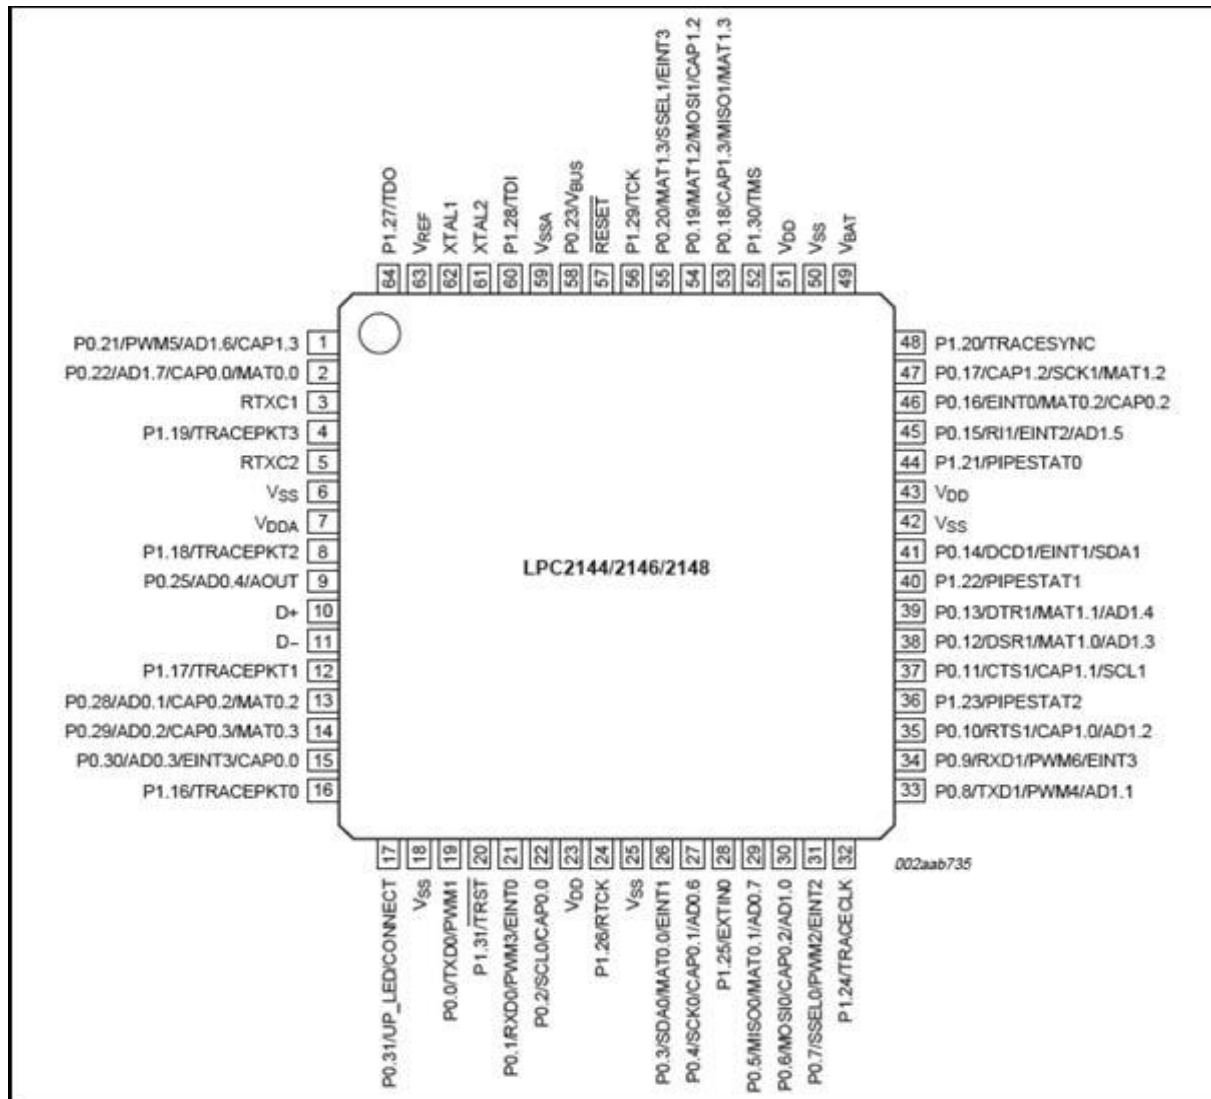 P1.27/TDO
VREF
XTAL1
XTAL2
P1.28/TDI
VSSA
P0.23/VBUS
RESET
P1.29/TCK
P0.20/MAT1.3/SSEL1/EINT3
P0.19/MAT1.2/MOSI1/CAP1.2
P0.18/CAP1.3/MISO1/MAT1.3
P1.30/TMS
VDD
VSS
VBAT
64 63 62 61 60 59 58 57 56 55 54 53 52 51 50 49
P0.21/PWM5/AD1.6/CAP1.3 1
P0.22/AD1.7/CAP0.0/MAT0.0 2
RTXC1 3
P1.19/TRACEPKT3 4
RTXC2 5
VSS 6
VDDA 7
P1.18/TRACEPKT2 8
P0.25/AD0.4/AOUT 9
D+ 10
D− 11
P1.17/TRACEPKT1 12
P0.28/AD0.1/CAP0.2/MAT0.2 13
P0.29/AD0.2/CAP0.3/MAT0.3 14
P0.30/AD0.3/EINT3/CAP0.0 15
P1.16/TRACEPKT0 16
LPC2144/2146/2148
48 P1.20/TRACESYNC
47 P0.17/CAP1.2/SCK1/MAT1.2
46 P0.16/EINT0/MAT0.2/CAP0.2
45 P0.15/RI1/EINT2/AD1.5
44 P1.21/PIPESTAT0
43 VDD
42 VSS
41 P0.14/DCD1/EINT1/SDA1
40 P1.22/PIPESTAT1
39 P0.13/DTR1/MAT1.1/AD1.4
38 P0.12/DSR1/MAT1.0/AD1.3
37 P0.11/CTS1/CAP1.1/SCL1
36 P1.23/PIPESTAT2
35 P0.10/RTS1/CAP1.0/AD1.2
34 P0.9/RXD1/PWM6/EINT3
33 P0.8/TXD1/PWM4/AD1.1
17 18 19 20 21 22 23 24 25 26 27 28 29 30 31 32
P0.31/UP_LED/CONNECT
VSS
P0.0/TXD0/PWM1
P1.31/TRST
P0.1/RXD0/PWM3/EINT0
P0.2/SCL0/CAP0.0
VDD
P1.26/RTCK
VSS
P0.3/SDA0/MAT0.0/EINT1
P0.4/SCK0/CAP0.1/AD0.6
P1.25/EXTIN0
P0.5/MISO0/MAT0.1/AD0.7
P0.6/MOSI0/CAP0.2/AD1.0
P0.7/SSEL0/PWM2/EINT2
P1.24/TRACECLK
002aab735